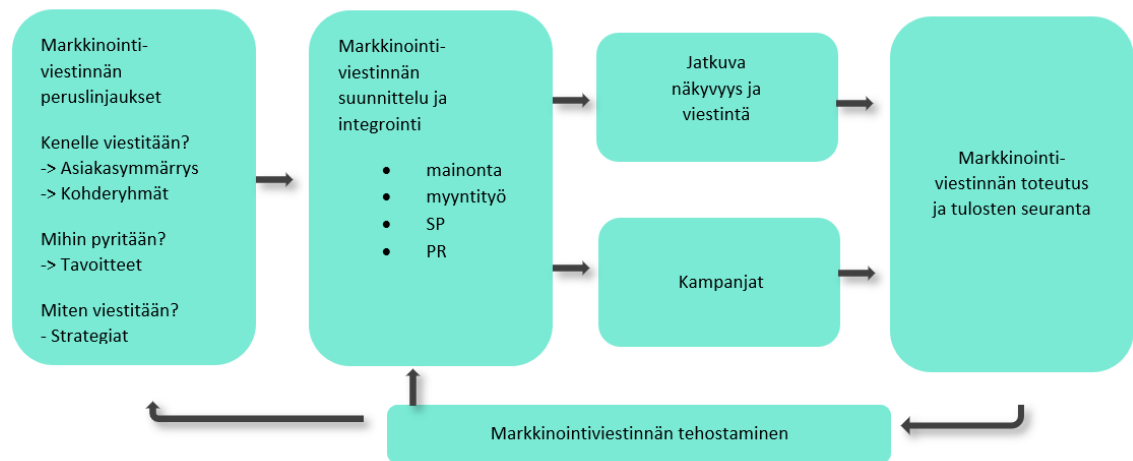 Markkinointi-
viestinnän
peruslinjaukset
Kenelle viestitään?
-> Asiakasymmärrys
-> Kohderyhmät
Mihin pyritään?
-> Tavoitteet
Miten viestitään?
- Strategiat
Markkinointi-
viestinnän
suunnittelu ja
integrointi
• mainonta
• myyntityö
• SP
• PR
Jatkuva
näkyvyys ja
viestintä
Kampanjat
Markkinointi-
viestinnän toteutus
ja tulosten seuranta
Markkinointiviestinnän tehostaminen